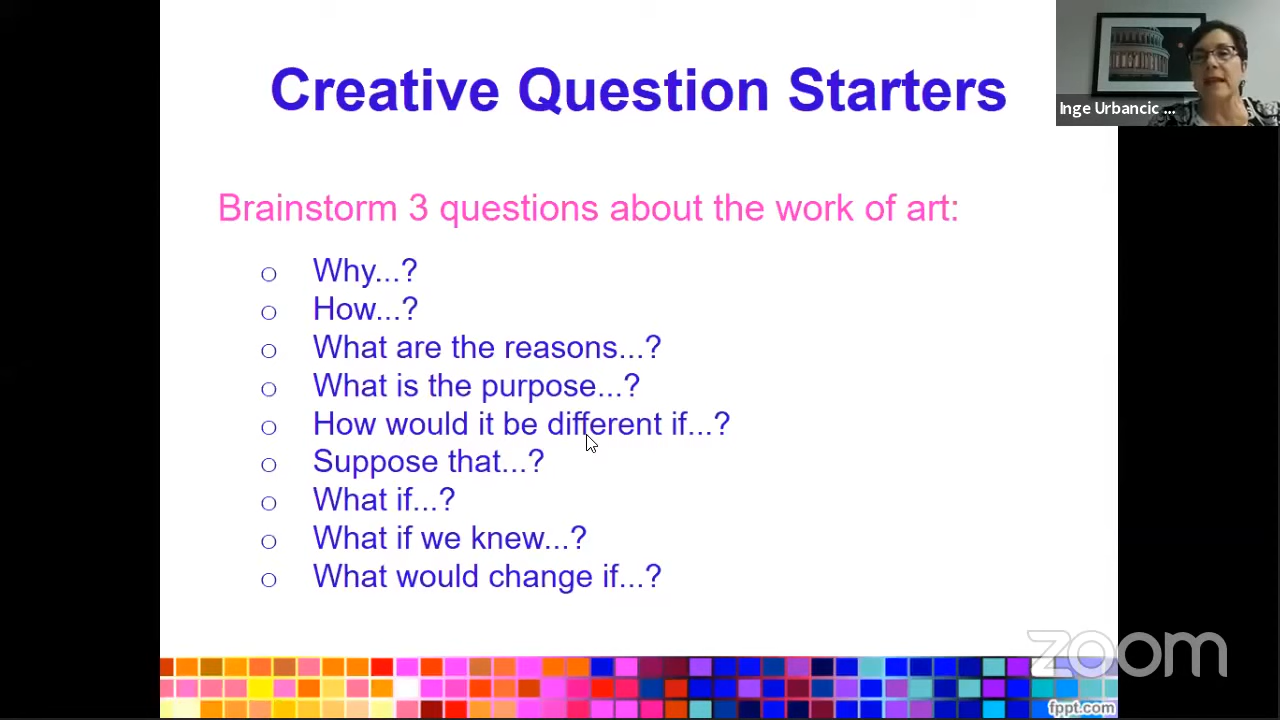 Creative Question Starters
Inge Urbancic ...
Brainstorm 3 questions about the work of art:
o Why...?
o How...?
o What are the reasons...?
o What is the purpose...?
o How would it be different if...?
o Suppose that...?
o What if...?
o What if we knew...?
o What would change if...?
zoom
fppt.com